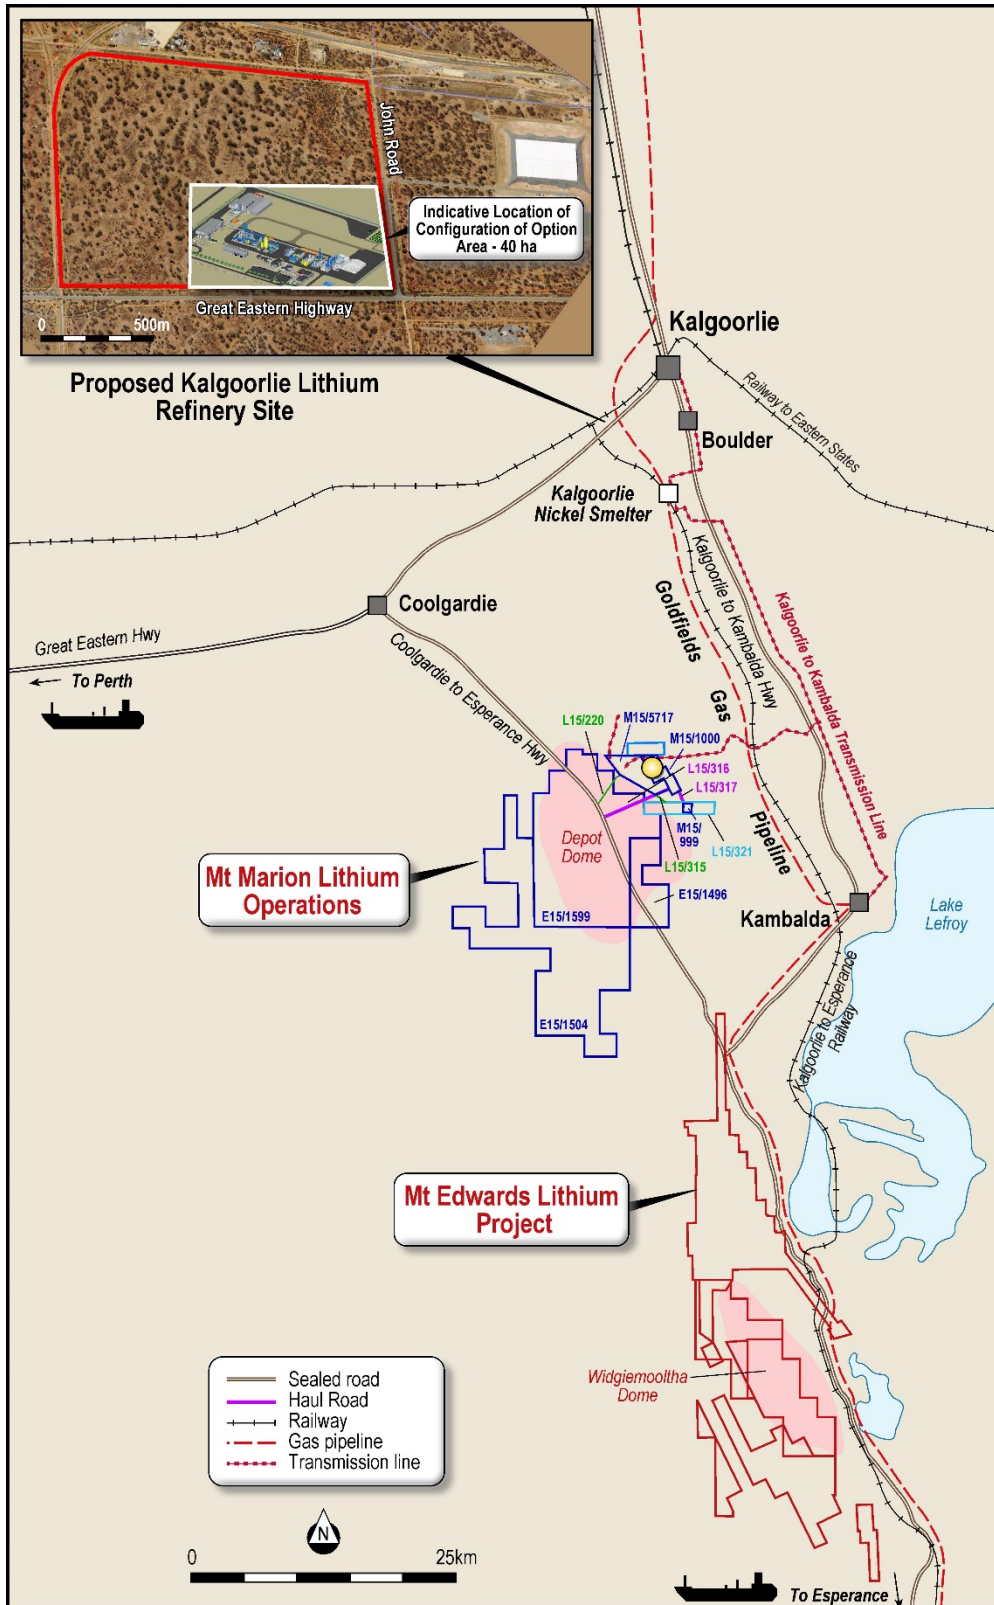 John Road
Indicative Location of
Configuration of Option
Area - 40 ha
Great Eastern Highway
0
500m
Proposed Kalgoorlie Lithium
Refinery Site
Kalgoorlie
Railway to Eastern States
Boulder
Kalgoorlie
Nickel Smelter
Coolgardie
Great Eastern Hwy
To Perth
Coolgardie to Esperance Hwy
Goldfields
Gas
Pipeline
Kalgoorlie to Kambalda Hwy
Kalgoorlie to Kambalda Transmission Line
L15/220
M15/5717
M15/1000
L15/316
L15/317
M15/
999
L15/321
L15/315
Depot
Dome
Mt Marion Lithium
Operations
E15/1599
E15/1496
E15/1504
Kambalda
Lake
Lefroy
Kalgoorlie to Esperance
Railway
Mt Edwards Lithium
Project
Widgiemooltha
Dome
Sealed road
Haul Road
Railway
Gas pipeline
Transmission line
N
0
25km
To Esperance